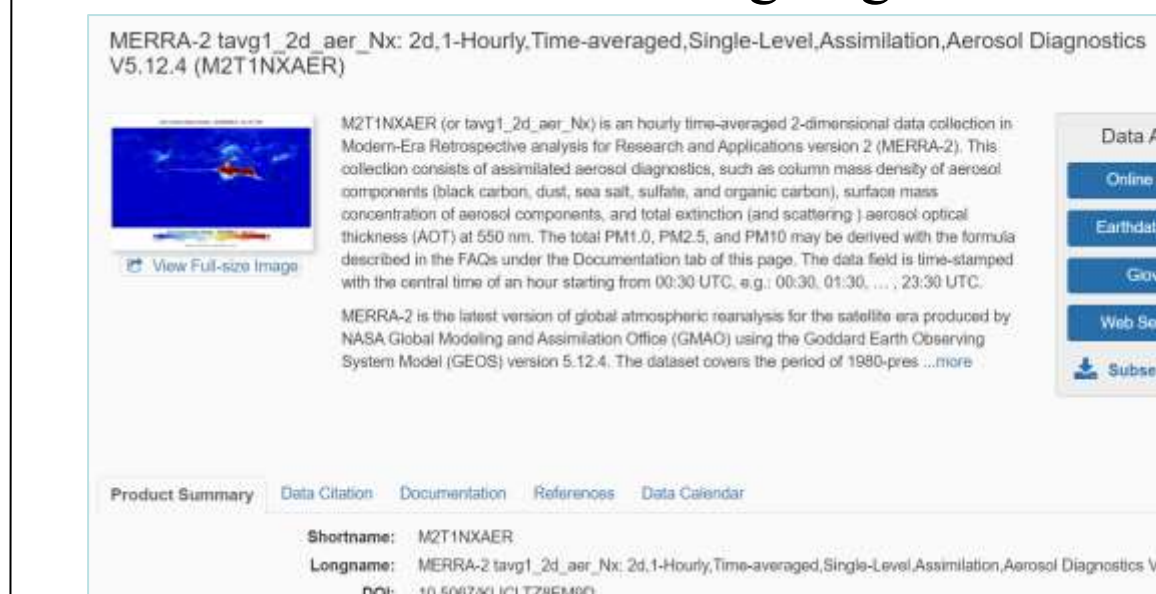 MERRA-2 tavg1_2d_aer_Nx: 2d,1-Hourly,Time-averaged,Single-Level,Assimilation,Aerosol Diagnostics
V5.12.4 (M2T1NXAER)
M2T1NXAER (or tavg1_2d_aer_Nx) is an hourly time-averaged 2-dimensional data collection in
Modern-Era Retrospective analysis for Research and Applications version 2 (MERRA-2). This
collection consists of assimilated aerosol diagnostics, such as column mass density of aerosol
components (black carbon, dust, sea salt, sulfate, and organic carbon), surface mass
concentration of aerosol components, and total extinction (and scattering ) aerosol optical
thickness (AOT) at 550 nm. The total PM1.0, PM2.5, and PM10 may be derived with the formula
described in the FAQs under the Documentation tab of this page. The data field is time-stamped
with the central time of an hour starting from 00:30 UTC, e.g.: 00:30, 01:30, ... , 23:30 UTC.
View Full-size Image
MERRA-2 is the latest version of global atmospheric reanalysis for the satellite era produced by
NASA Global Modeling and Assimilation Office (GMAO) using the Goddard Earth Observing
System Model (GEOS) version 5.12.4. The dataset covers the period of 1980-pres ...more
Data A
Online
Earthdat
Giov
Web Se
Subse
Product Summary Data Citation Documentation References Data Calendar
Shortname: M2T1NXAER
Longname: MERRA-2 tavg1_2d_aer_Nx: 2d,1-Hourly,Time-averaged,Single-Level,Assimilation,Aerosol Diagnostics V
DOI: